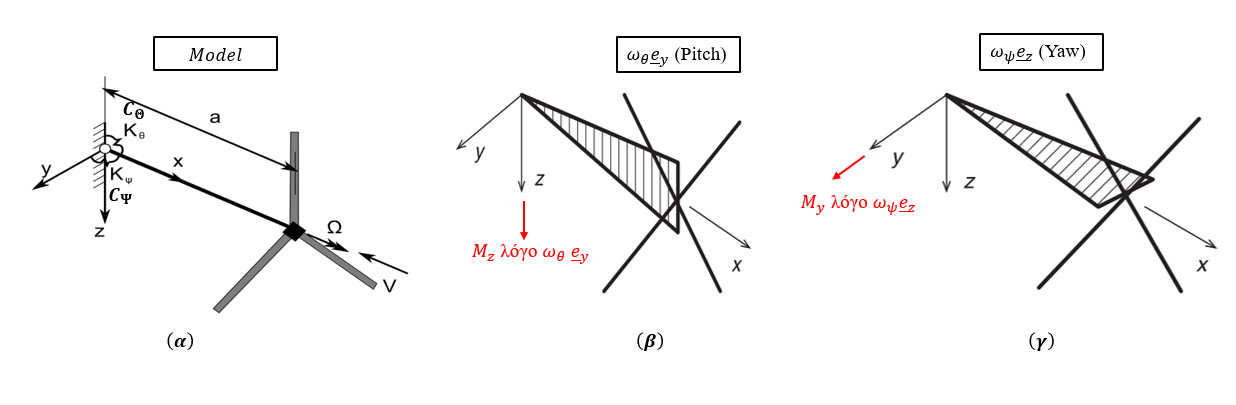 Model
C_Θ
K_θ
a
y
x
K_ψ
C_Ψ
z
Ω
V
(α)
ω_θ e_y (Pitch)
y
z
x
M_z λόγο ω_θ e_y
(β)
ω_ψ e_z (Yaw)
y
z
x
M_y λόγο ω_ψ e_z
(γ)